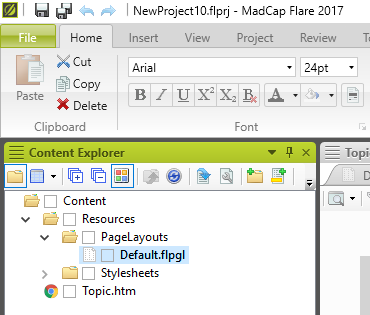 NewProject10.flprj - MadCap Flare 2017
File Home Insert View Project Review T
Paste
Cut
Copy
Delete
Clipboard
Arial 24pt
B I U X² X₂ B
Font
Content Explorer
Topi
D
Content
Resources
PageLayouts
Default.flpgl
Stylesheets
Topic.htm